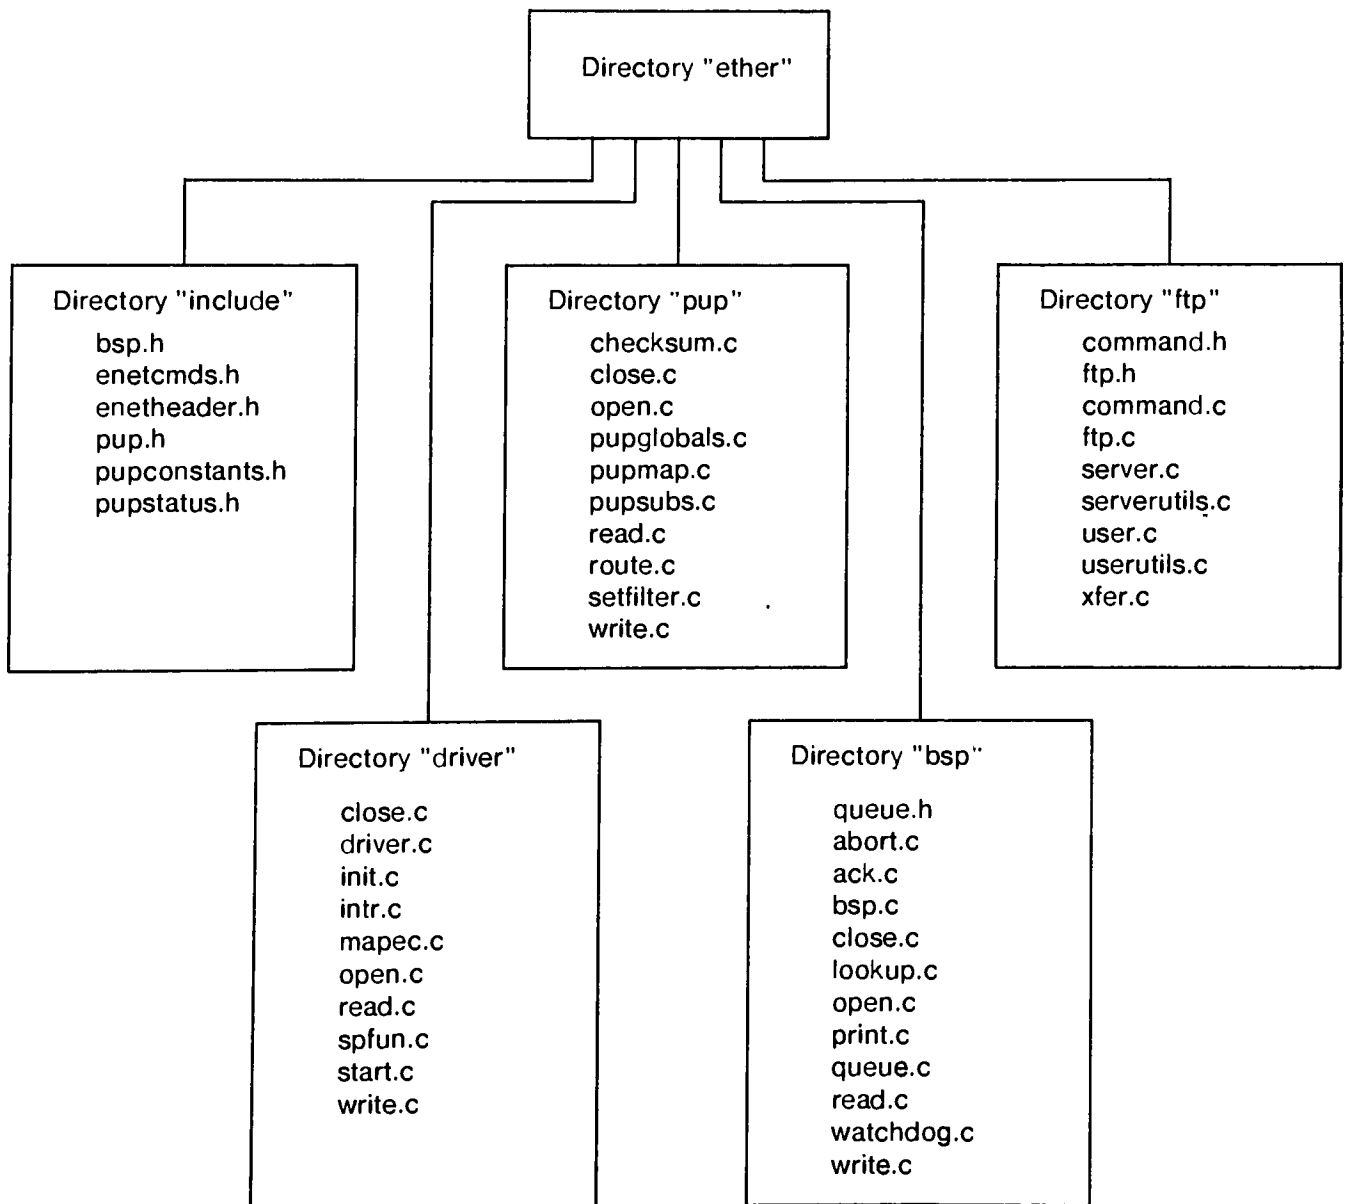 Directory "ether"
Directory "include"
bsp.h
enetcmds.h
enetheader.h
pup.h
pupconstants.h
pupstatus.h
Directory "pup"
checksum.c
close.c
open.c
pupglobals.c
pupmap.c
pupsubs.c
read.c
route.c
setfilter.c
write.c
Directory "ftp"
command.h
ftp.h
command.c
ftp.c
server.c
serverutils.c
user.c
userutils.c
xfer.c
Directory "driver"
close.c
driver.c
init.c
intr.c
mapec.c
open.c
read.c
spfun.c
start.c
write.c
Directory "bsp"
queue.h
abort.c
ack.c
bsp.c
close.c
lookup.c
open.c
print.c
queue.c
read.c
watchdog.c
write.c